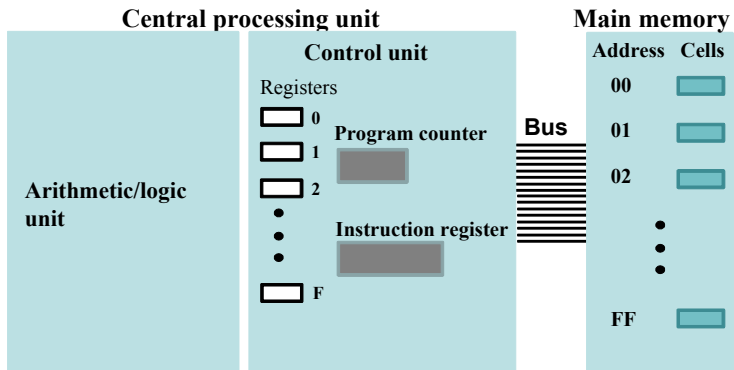 Central processing unit
Main memory
Control unit
Address Cells
Registers
00
0
Program counter
Bus
01
1
02
2
Arithmetic/logic
unit
Instruction register
F
FF